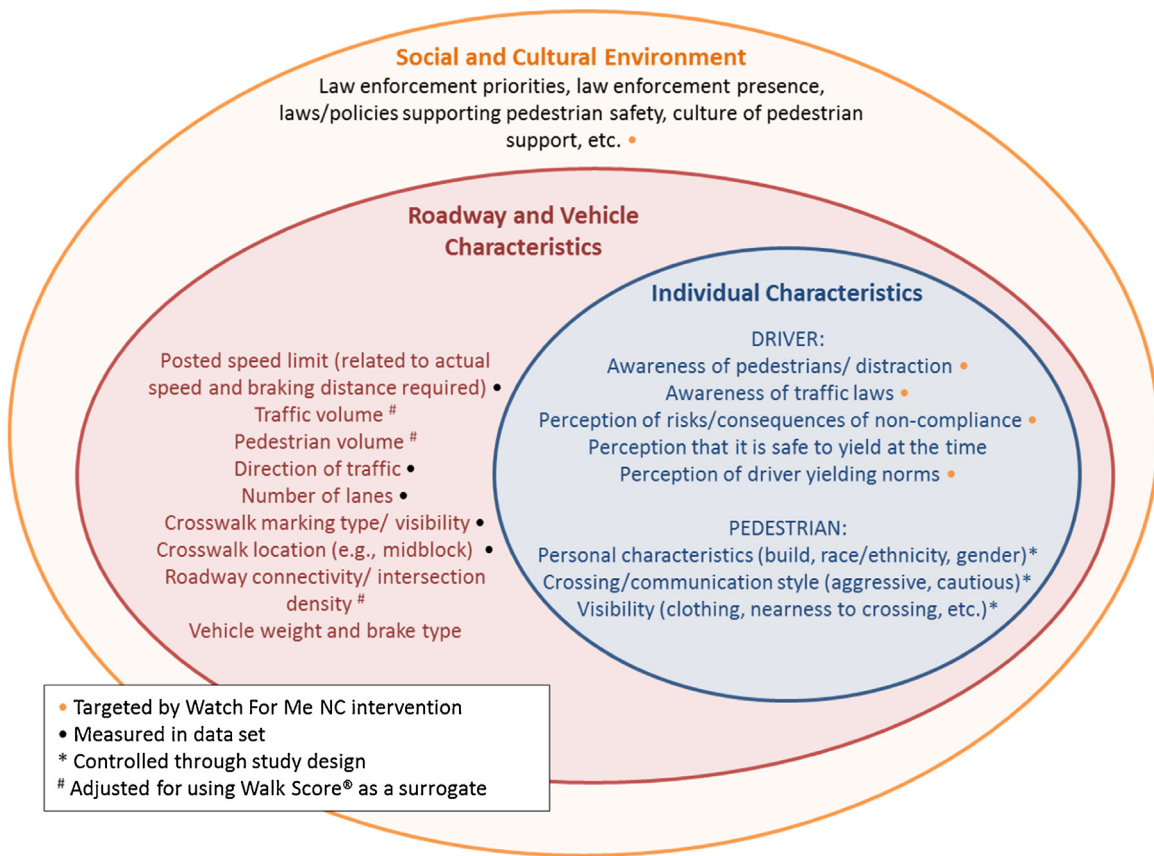 Social and Cultural Environment
Law enforcement priorities, law enforcement presence,
laws/policies supporting pedestrian safety, culture of pedestrian
support, etc. •
Roadway and Vehicle
Characteristics
Posted speed limit (related to actual
speed and braking distance required) •
Traffic volume #
Pedestrian volume #
Direction of traffic •
Number of lanes •
Crosswalk marking type/ visibility •
Crosswalk location (e.g., midblock) •
Roadway connectivity/ intersection
density #
Vehicle weight and brake type
Individual Characteristics
DRIVER:
Awareness of pedestrians/ distraction •
Awareness of traffic laws •
Perception of risks/consequences of non-compliance •
Perception that it is safe to yield at the time
Perception of driver yielding norms •
PEDESTRIAN:
Personal characteristics (build, race/ethnicity, gender)*
Crossing/communication style (aggressive, cautious)*
Visibility (clothing, nearness to crossing, etc.)*
• Targeted by Watch For Me NC intervention
• Measured in data set
* Controlled through study design
# Adjusted for using Walk Score® as a surrogate